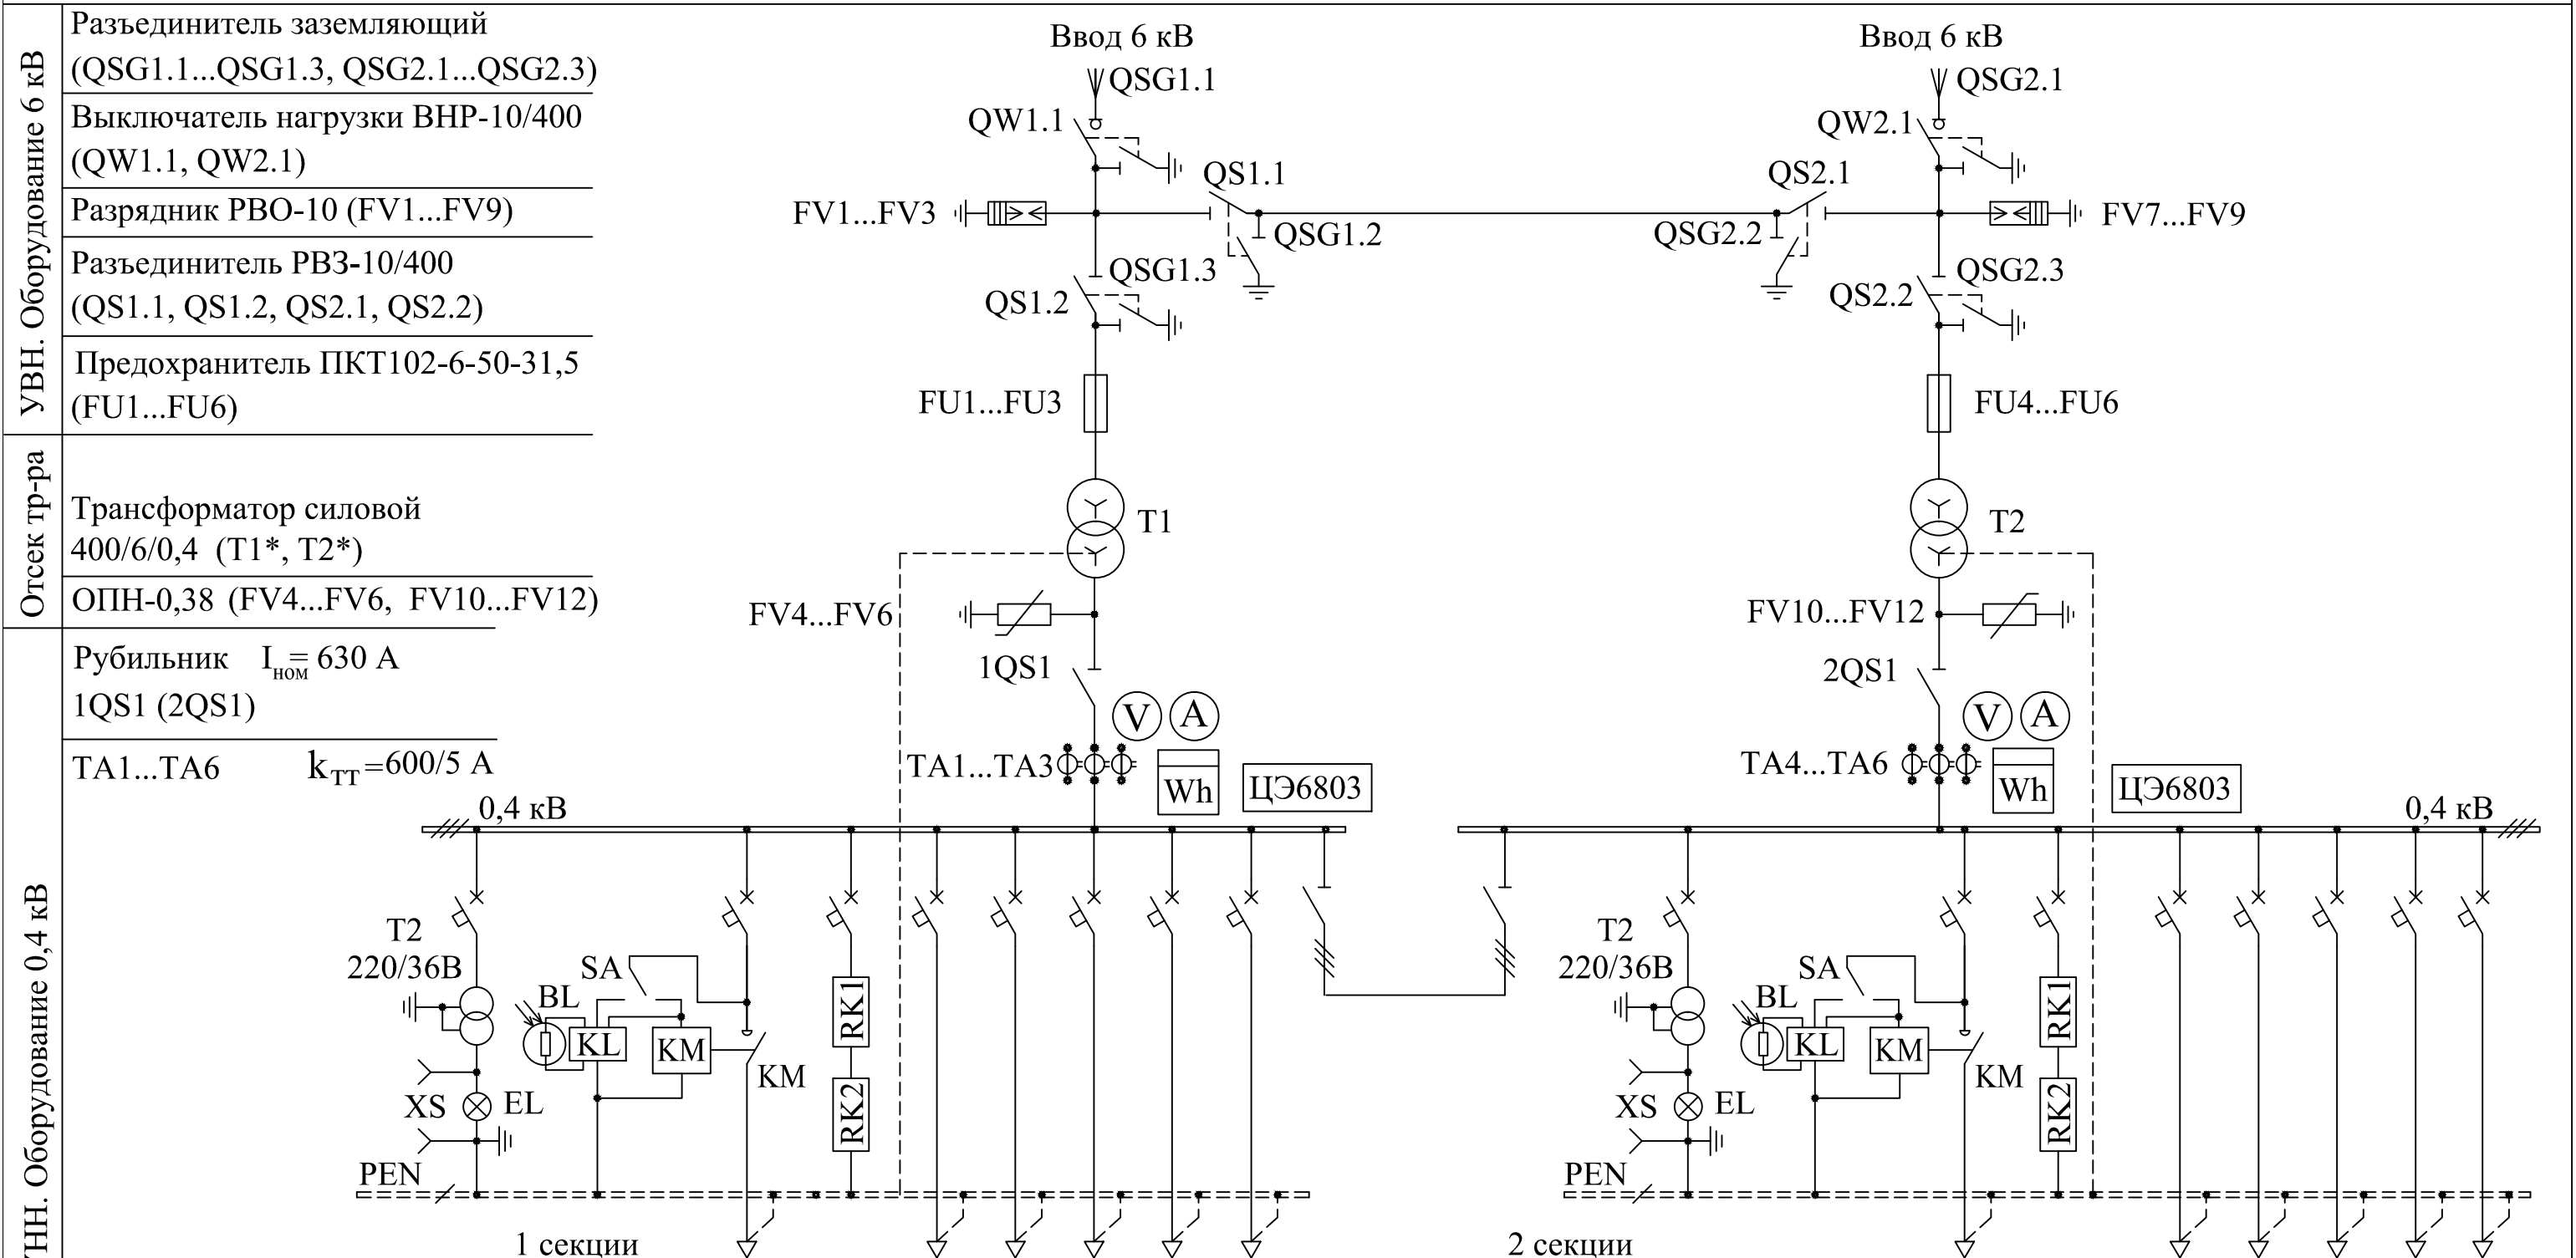 УВН. Оборудование 6 кВ
Разъединитель заземляющий
(QSG1.1...QSG1.3, QSG2.1...QSG2.3)
Выключатель нагрузки ВНР-10/400
(QW1.1, QW2.1)
Разрядник РВО-10 (FV1...FV9)
Разъединитель РВЗ-10/400
(QS1.1, QS1.2, QS2.1, QS2.2)
Предохранитель ПКТ102-6-50-31,5
(FU1...FU6)
Отсек тр-ра
Трансформатор силовой
400/6/0,4 (Т1*, Т2*)
ОПН-0,38 (FV4...FV6, FV10...FV12)
Рубильник Iном= 630 А
1QS1 (2QS1)
ТА1...ТА6 kТТ=600/5 А
УНН. Оборудование 0,4 кВ
Ввод 6 кВ
QSG1.1
QW1.1
QS1.1
FV1...FV3
QSG1.2
QSG1.3
QS1.2
FU1...FU3
T1
FV4...FV6
1QS1
V
A
TA1...TA3
Wh
ЦЭ6803
0,4 кВ
T2
220/36В
SA
BL
KL
KM
KM
RK1
RK2
XS
EL
PEN
1 секции
Ввод 6 кВ
QSG2.1
QW2.1
QS2.1
FV7...FV9
QSG2.2
QSG2.3
QS2.2
FU4...FU6
T2
FV10...FV12
2QS1
V
A
TA4...TA6
Wh
ЦЭ6803
0,4 кВ
T2
220/36В
SA
BL
KL
KM
KM
RK1
RK2
XS
EL
PEN
2 секции